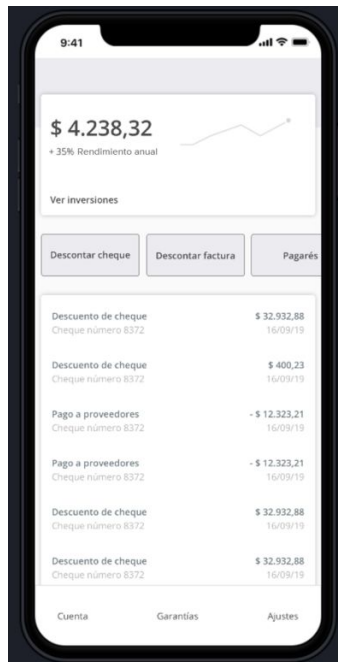 9:41
$ 4.238,32
+ 35% Rendimiento anual
Ver inversiones
Descontar cheque Descontar factura Pagarés
Descuento de cheque $ 32.932,88
Cheque número 8372 16/09/19
Descuento de cheque $ 400,23
Cheque número 8372 16/09/19
Pago a proveedores - $ 12.323,21
Cheque número 8372 16/09/19
Pago a proveedores - $ 12.323,21
Cheque número 8372 16/09/19
Descuento de cheque $ 32.932,88
Cheque número 8372 16/09/19
Descuento de cheque $ 32.932,88
Cheque número 8372 16/09/19
Cuenta Garantías Ajustes